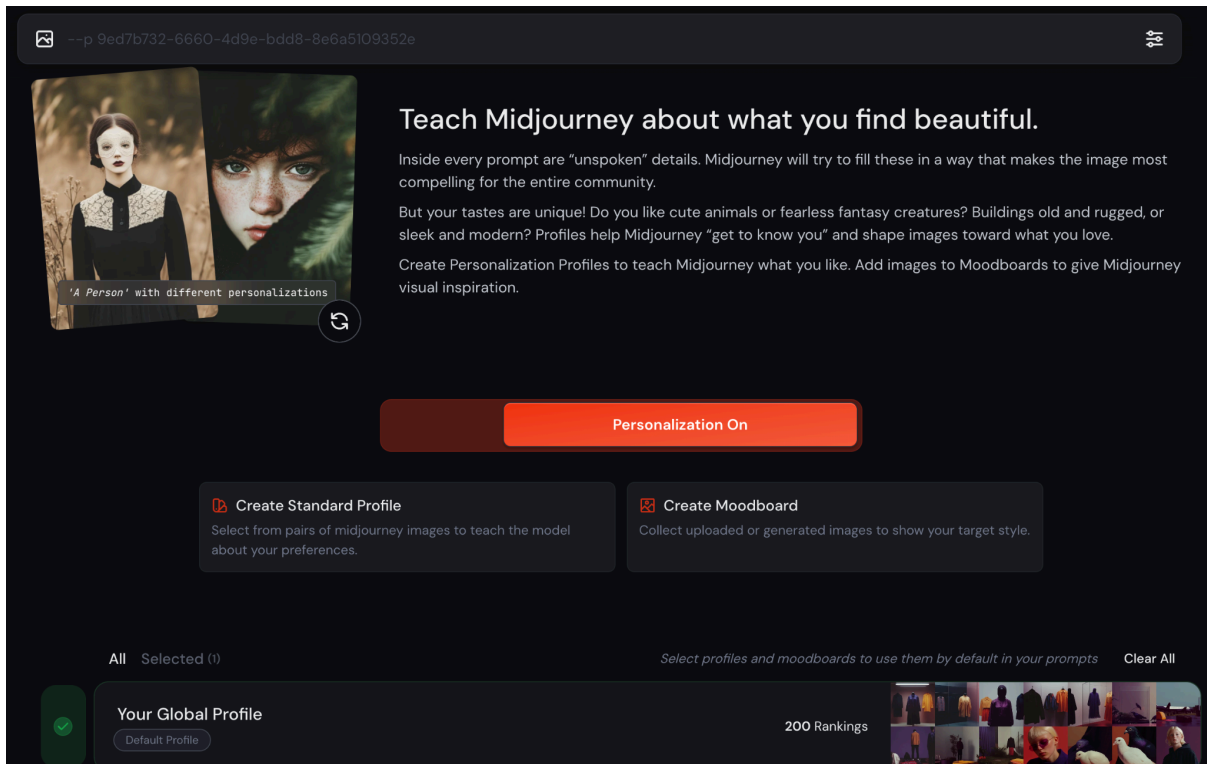 --p 9ed7b732-6660-4d9e-bdd8-8e6a5109352e
Teach Midjourney about what you find beautiful.
Inside every prompt are “unspoken” details. Midjourney will try to fill these in a way that makes the image most
compelling for the entire community.
But your tastes are unique! Do you like cute animals or fearless fantasy creatures? Buildings old and rugged, or
sleek and modern? Profiles help Midjourney “get to know you” and shape images toward what you love.
Create Personalization Profiles to teach Midjourney what you like. Add images to Moodboards to give Midjourney
visual inspiration.
'A Person' with different personalizations
Personalization On
Create Standard Profile
Select from pairs of midjourney images to teach the model
about your preferences.
Create Moodboard
Collect uploaded or generated images to show your target style.
All Selected (1)
Select profiles and moodboards to use them by default in your prompts Clear All
Your Global Profile
Default Profile
200 Rankings